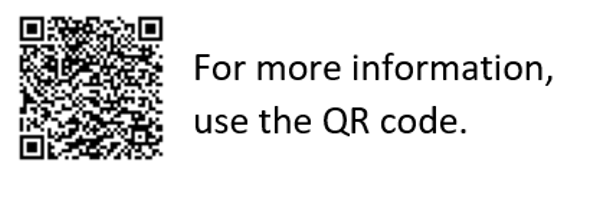 For more information,
use the QR code.